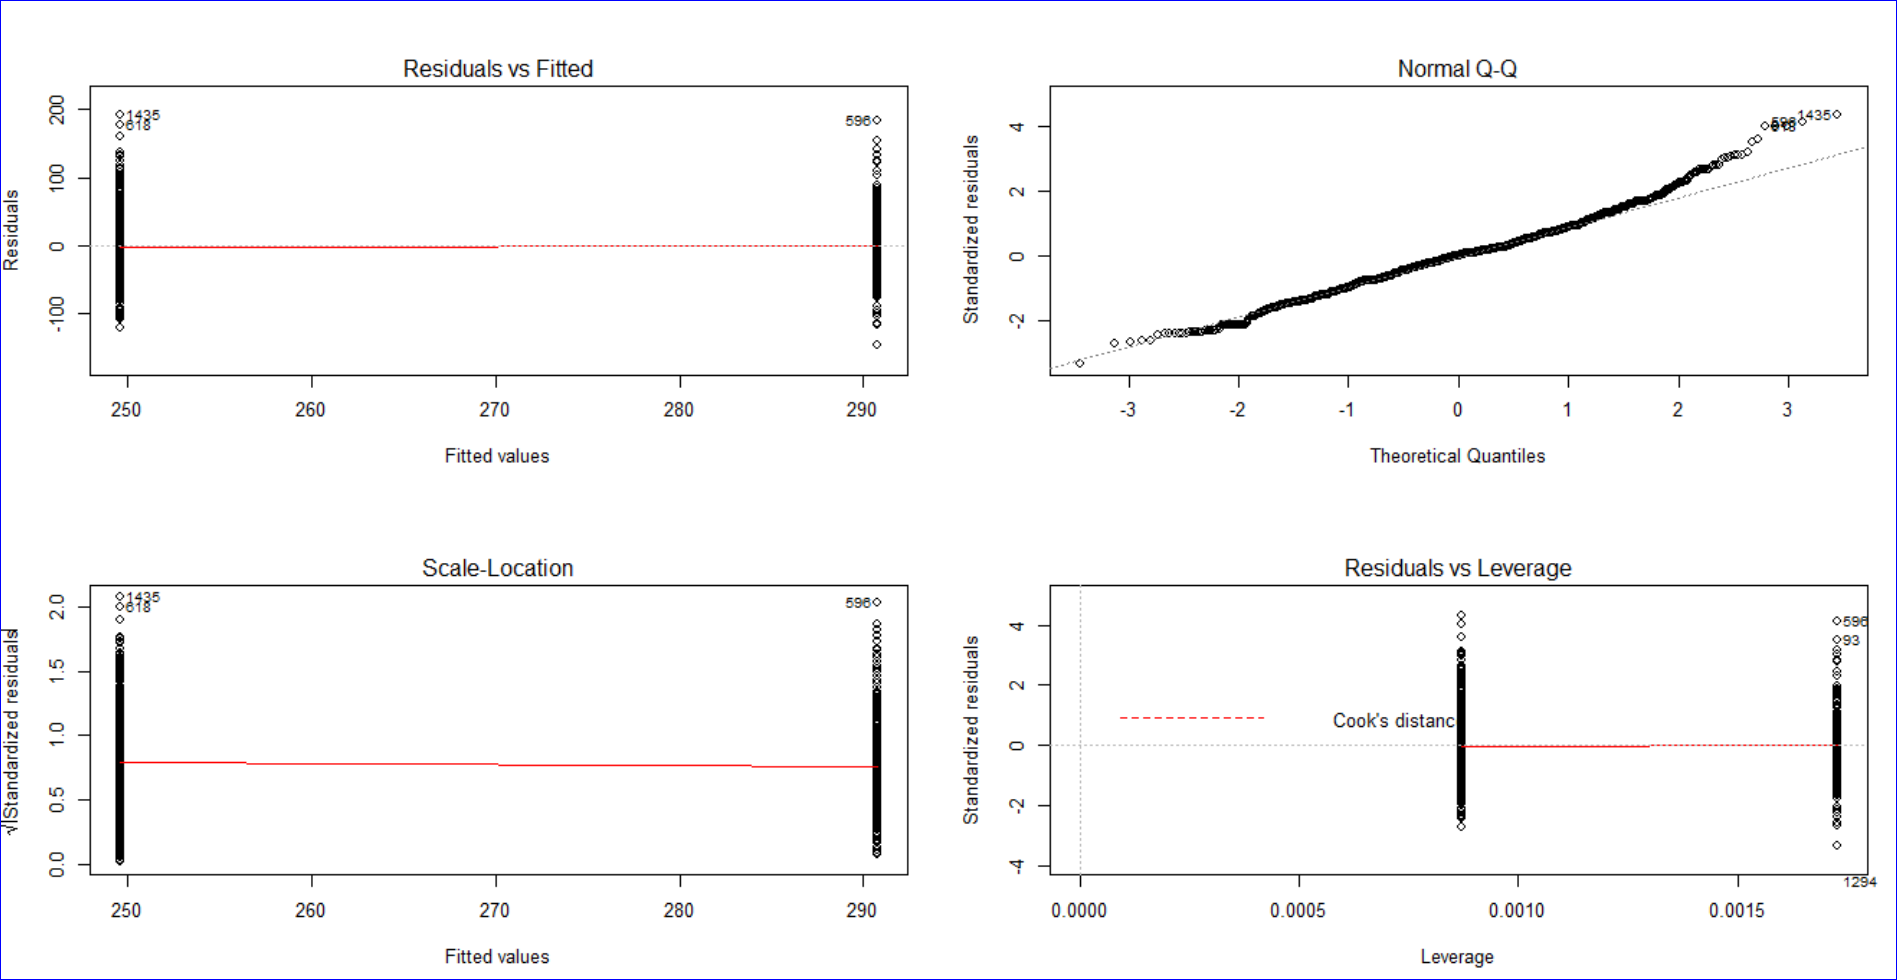 Residuals vs Fitted
Residuals
200
100
0
-100
1435
618
596
250 260 270 280 290
Fitted values
Normal Q-Q
Standardized residuals
4
2
0
-2
1435
596
618
-3 -2 -1 0 1 2 3
Theoretical Quantiles
Scale-Location
√|Standardized residuals|
2.0
1.5
1.0
0.5
0.0
1435
618
596
250 260 270 280 290
Fitted values
Residuals vs Leverage
Standardized residuals
4
2
0
-2
-4
596
93
Cook's distanc
1294
0.0000 0.0005 0.0010 0.0015
Leverage